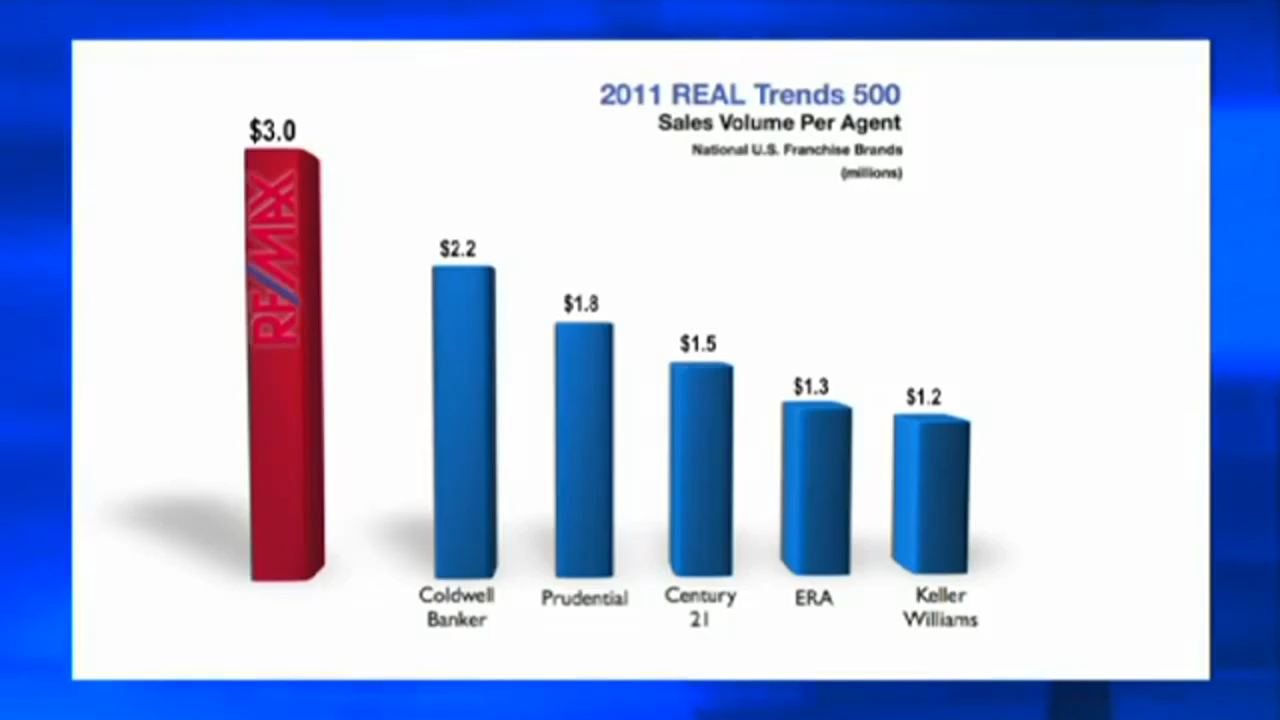 2011 REAL Trends 500
Sales Volume Per Agent
National U.S. Franchise Brands
(millions)
$3.0
RE/MAX
$2.2
$1.8
$1.5
$1.3
$1.2
Coldwell
Banker
Prudential
Century
21
ERA
Keller
Williams